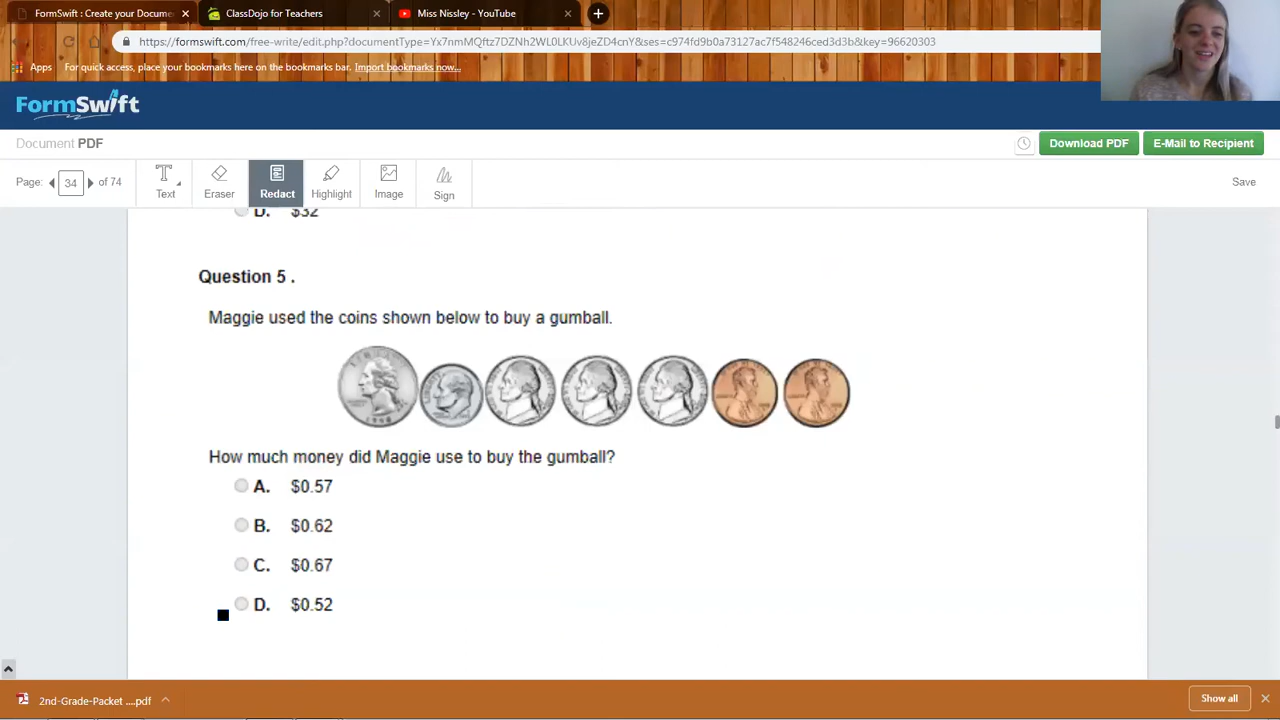 FormSwift : Create your Docume
ClassDojo for Teachers
Miss Nissley - YouTube
https://formswift.com/free-write/edit.php?documentType=Yx7nmMQftz7DZNh2WL0LKUv8jeZD4cnY&ses=c974fd9b0a73127ac7f548246ced3d3b&key=96620303
Apps For quick access, place your bookmarks here on the bookmarks bar. Import bookmarks now...
FormSwift
Document PDF
Download PDF
E-Mail to Recipient
Page: 34 of 74
Text
Eraser
Redact
Highlight
Image
Sign
Save
D. $32
Question 5 .
Maggie used the coins shown below to buy a gumball.
How much money did Maggie use to buy the gumball?
A. $0.57
B. $0.62
C. $0.67
D. $0.52
2nd-Grade-Packet ....pdf
Show all